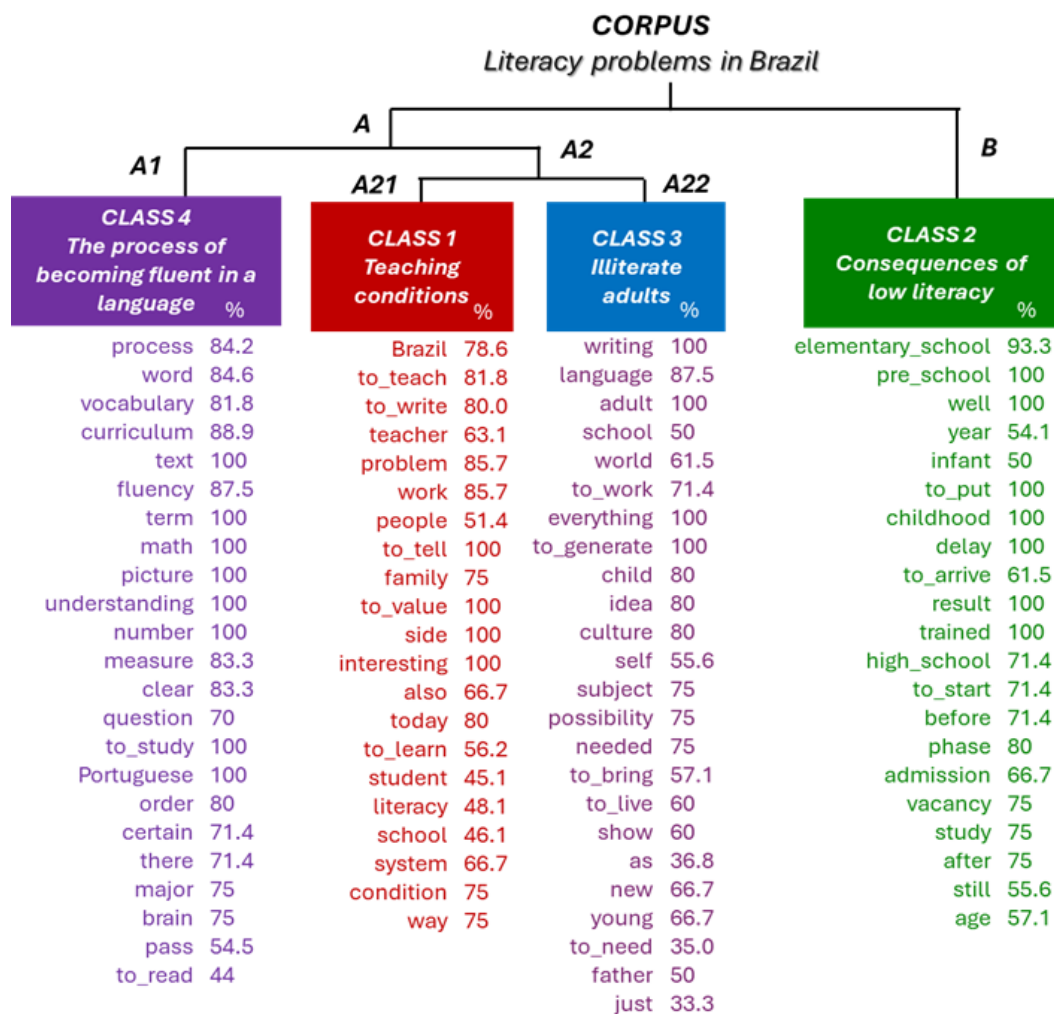 CORPUS
Literacy problems in Brazil
A
B
A1
A2
A21
A22
CLASS 4
The process of
becoming fluent in a
language %
process 84.2
word 84.6
vocabulary 81.8
curriculum 88.9
text 100
fluency 87.5
term 100
math 100
picture 100
understanding 100
number 100
measure 83.3
clear 83.3
question 70
to_study 100
Portuguese 100
order 80
certain 71.4
there 71.4
major 75
brain 75
pass 54.5
to_read 44
CLASS 1
Teaching
conditions
%
Brazil 78.6
to_teach 81.8
to_write 80.0
teacher 63.1
problem 85.7
work 85.7
people 51.4
to_tell 100
family 75
to_value 100
side 100
interesting 100
also 66.7
today 80
to_learn 56.2
student 45.1
literacy 48.1
school 46.1
system 66.7
condition 75
way 75
CLASS 3
Illiterate
adults
%
writing 100
language 87.5
adult 100
school 50
world 61.5
to_work 71.4
everything 100
to_generate 100
child 80
idea 80
culture 80
self 55.6
subject 75
possibility 75
needed 75
to_bring 57.1
to_live 60
show 60
as 36.8
new 66.7
young 66.7
to_need 35.0
father 50
just 33.3
CLASS 2
Consequences of
low literacy
%
elementary_school 93.3
pre_school 100
well 100
year 54.1
infant 50
to_put 100
childhood 100
delay 100
to_arrive 61.5
result 100
trained 100
high_school 71.4
to_start 71.4
before 71.4
phase 80
admission 66.7
vacancy 75
study 75
after 75
still 55.6
age 57.1